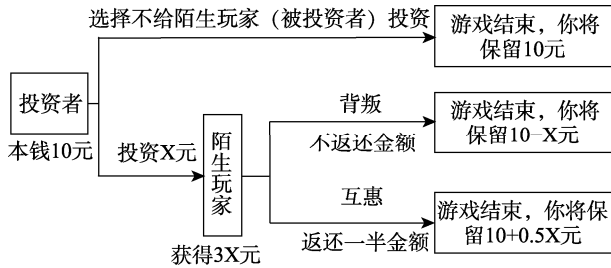 选择不给陌生玩家（被投资者）投资
游戏结束，你将
保留10元
投资者
本钱10元
投资X元
陌生玩家
获得3X元
背叛
不返还金额
游戏结束，你将
保留10–X元
互惠
返还一半金额
游戏结束，你将保
留10+0.5X元